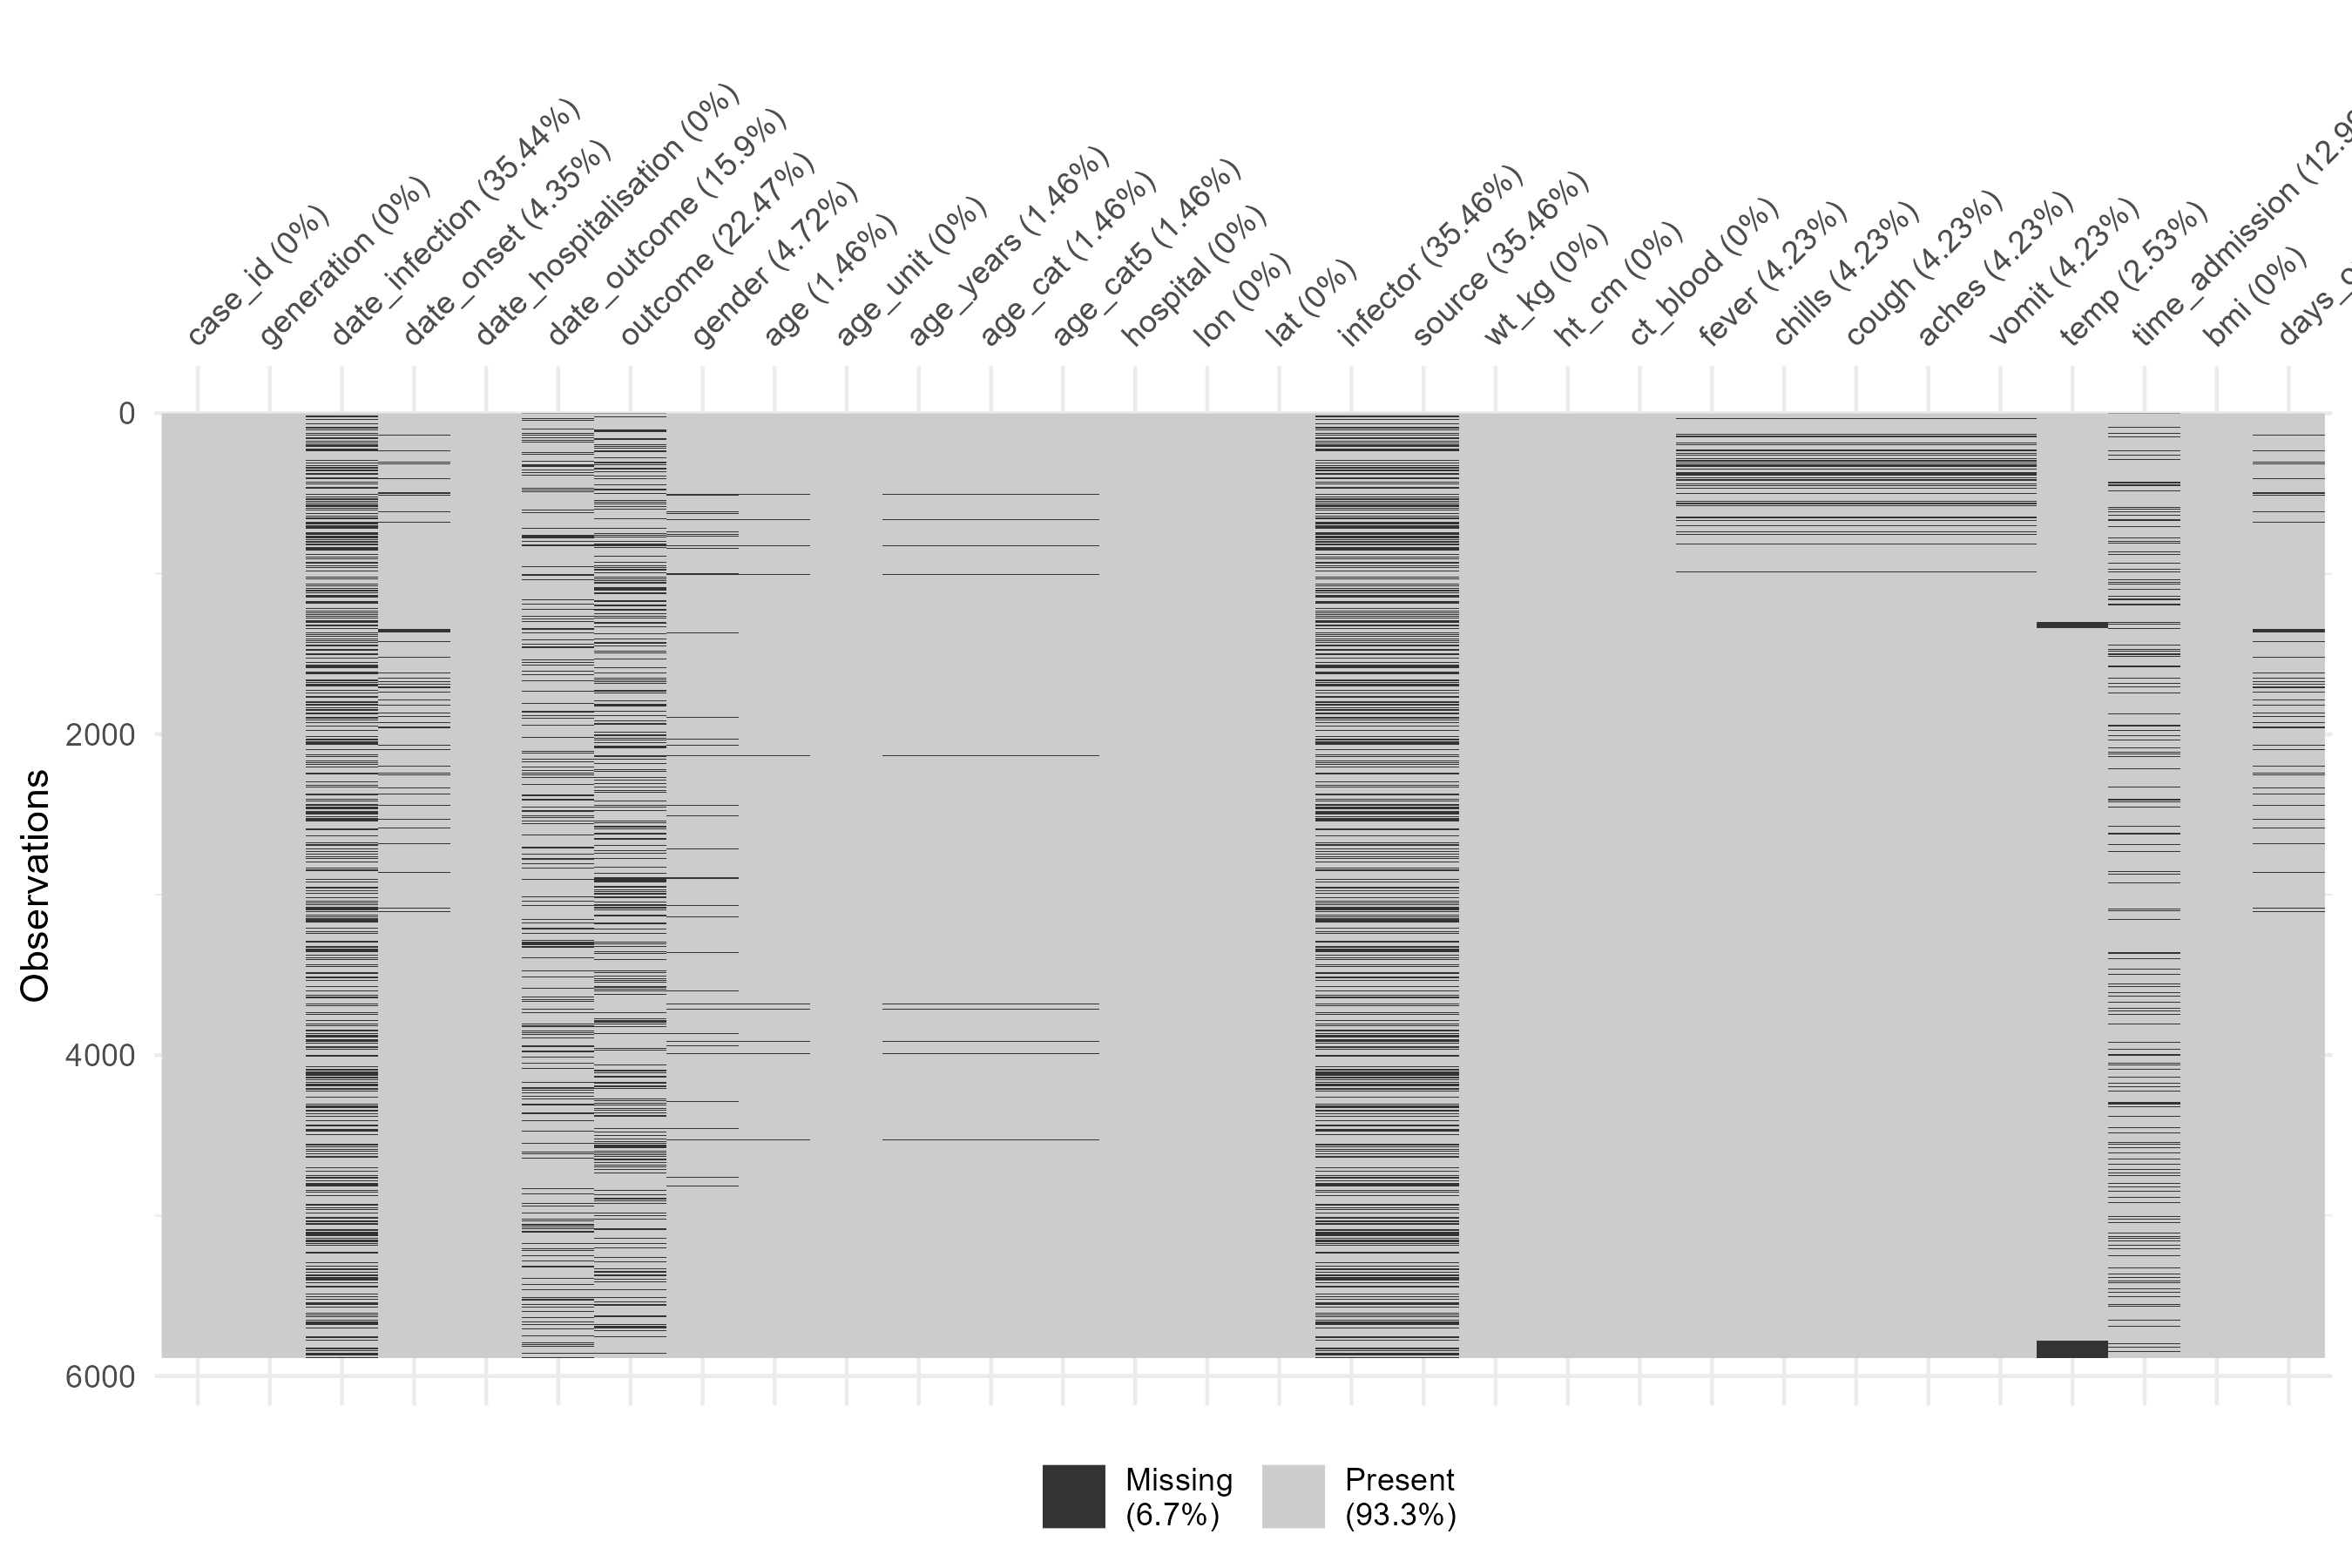 case_id (0%)
generation (0%)
date_infection (35.44%)
date_onset (4.35%)
date_hospitalisation (0%)
date_outcome (15.9%)
outcome (22.47%)
gender (4.72%)
age (1.46%)
age_unit (0%)
age_years (1.46%)
age_cat (1.46%)
age_cat5 (1.46%)
hospital (0%)
lon (0%)
lat (0%)
infector (35.46%)
source (35.46%)
wt_kg (0%)
ht_cm (0%)
ct_blood (0%)
fever (4.23%)
chills (4.23%)
cough (4.23%)
aches (4.23%)
vomit (4.23%)
temp (2.53%)
time_admission
bmi (0%)
0
2000
4000
6000
Observations
Missing
(6.7%)
Present
(93.3%)